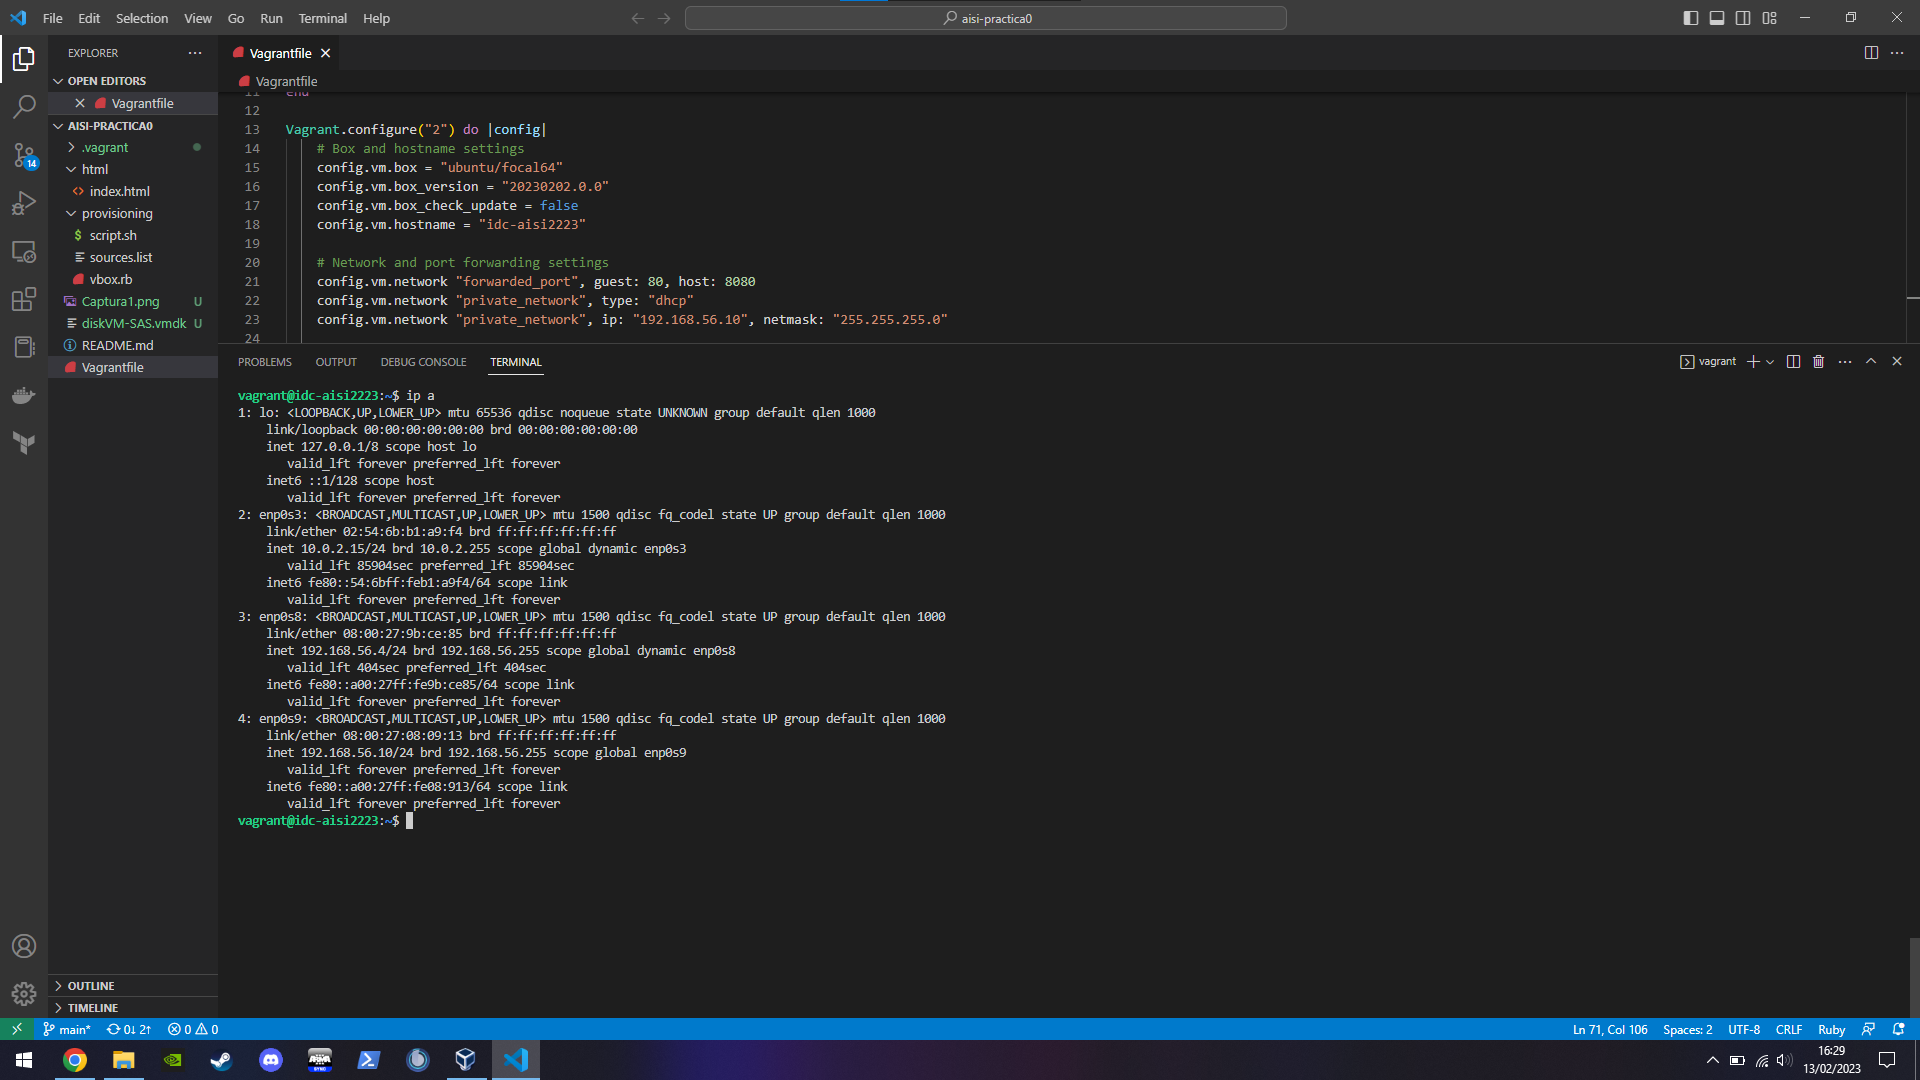 File Edit Selection View Go Run Terminal Help
aisi-practica0
EXPLORER
OPEN EDITORS
Vagrantfile
AISI-PRACTICA0
.vagrant
html
index.html
provisioning
script.sh
sources.list
vbox.rb
Captura1.png U
diskVM-SAS.vmdk U
README.md
Vagrantfile
OUTLINE
TIMELINE
14
Vagrantfile
Vagrantfile
11 end
12
13 Vagrant.configure("2") do |config|
14 # Box and hostname settings
15 config.vm.box = "ubuntu/focal64"
16 config.vm.box_version = "20230202.0.0"
17 config.vm.box_check_update = false
18 config.vm.hostname = "idc-aisi2223"
19
20 # Network and port forwarding settings
21 config.vm.network "forwarded_port", guest: 80, host: 8080
22 config.vm.network "private_network", type: "dhcp"
23 config.vm.network "private_network", ip: "192.168.56.10", netmask: "255.255.255.0"
24
PROBLEMS OUTPUT DEBUG CONSOLE TERMINAL
vagrant
vagrant@idc-aisi2223:~$ ip a
1: lo: <LOOPBACK,UP,LOWER_UP> mtu 65536 qdisc noqueue state UNKNOWN group default qlen 1000
link/loopback 00:00:00:00:00:00 brd 00:00:00:00:00:00
inet 127.0.0.1/8 scope host lo
valid_lft forever preferred_lft forever
inet6 ::1/128 scope host
valid_lft forever preferred_lft forever
2: enp0s3: <BROADCAST,MULTICAST,UP,LOWER_UP> mtu 1500 qdisc fq_codel state UP group default qlen 1000
link/ether 02:54:6b:b1:a9:f4 brd ff:ff:ff:ff:ff:ff
inet 10.0.2.15/24 brd 10.0.2.255 scope global dynamic enp0s3
valid_lft 85904sec preferred_lft 85904sec
inet6 fe80::54:6bff:feb1:a9f4/64 scope link
valid_lft forever preferred_lft forever
3: enp0s8: <BROADCAST,MULTICAST,UP,LOWER_UP> mtu 1500 qdisc fq_codel state UP group default qlen 1000
link/ether 08:00:27:9b:ce:85 brd ff:ff:ff:ff:ff:ff
inet 192.168.56.4/24 brd 192.168.56.255 scope global dynamic enp0s8
valid_lft 404sec preferred_lft 404sec
inet6 fe80::a00:27ff:fe9b:ce85/64 scope link
valid_lft forever preferred_lft forever
4: enp0s9: <BROADCAST,MULTICAST,UP,LOWER_UP> mtu 1500 qdisc fq_codel state UP group default qlen 1000
link/ether 08:00:27:08:09:13 brd ff:ff:ff:ff:ff:ff
inet 192.168.56.10/24 brd 192.168.56.255 scope global enp0s9
valid_lft forever preferred_lft forever
inet6 fe80::a00:27ff:fe08:913/64 scope link
valid_lft forever preferred_lft forever
vagrant@idc-aisi2223:~$
main* 0↓ 2↑ 0 0
Ln 71, Col 106 Spaces: 2 UTF-8 CRLF Ruby
16:29
13/02/2023